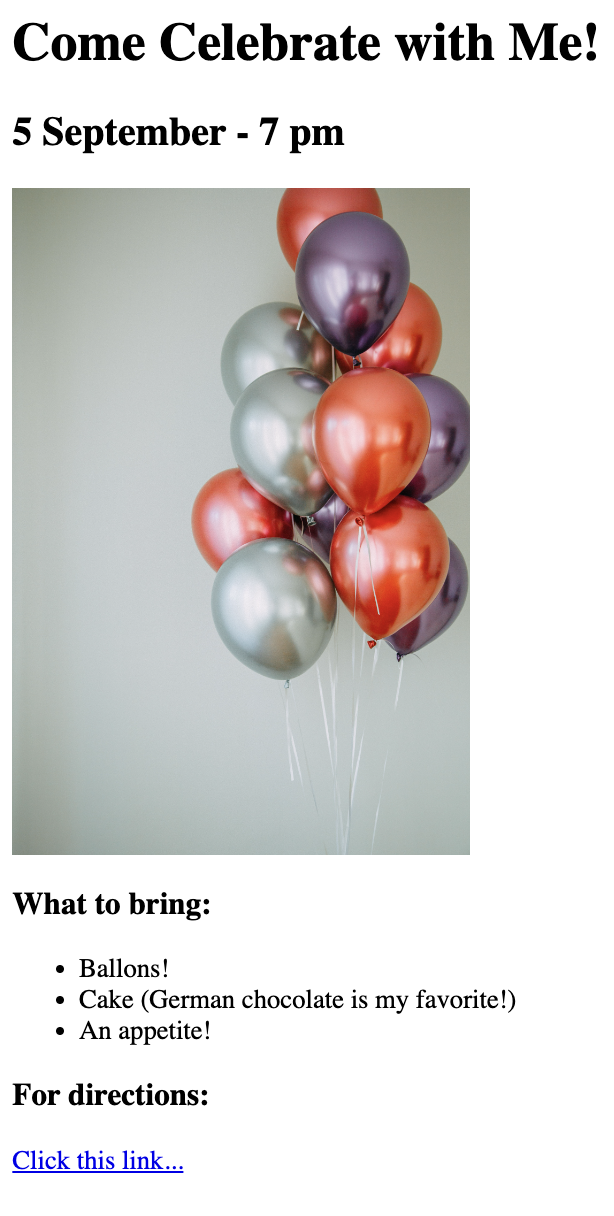 Come Celebrate with Me!
5 September - 7 pm
What to bring:
• Ballons!
• Cake (German chocolate is my favorite!)
• An appetite!
For directions:
Click this link...